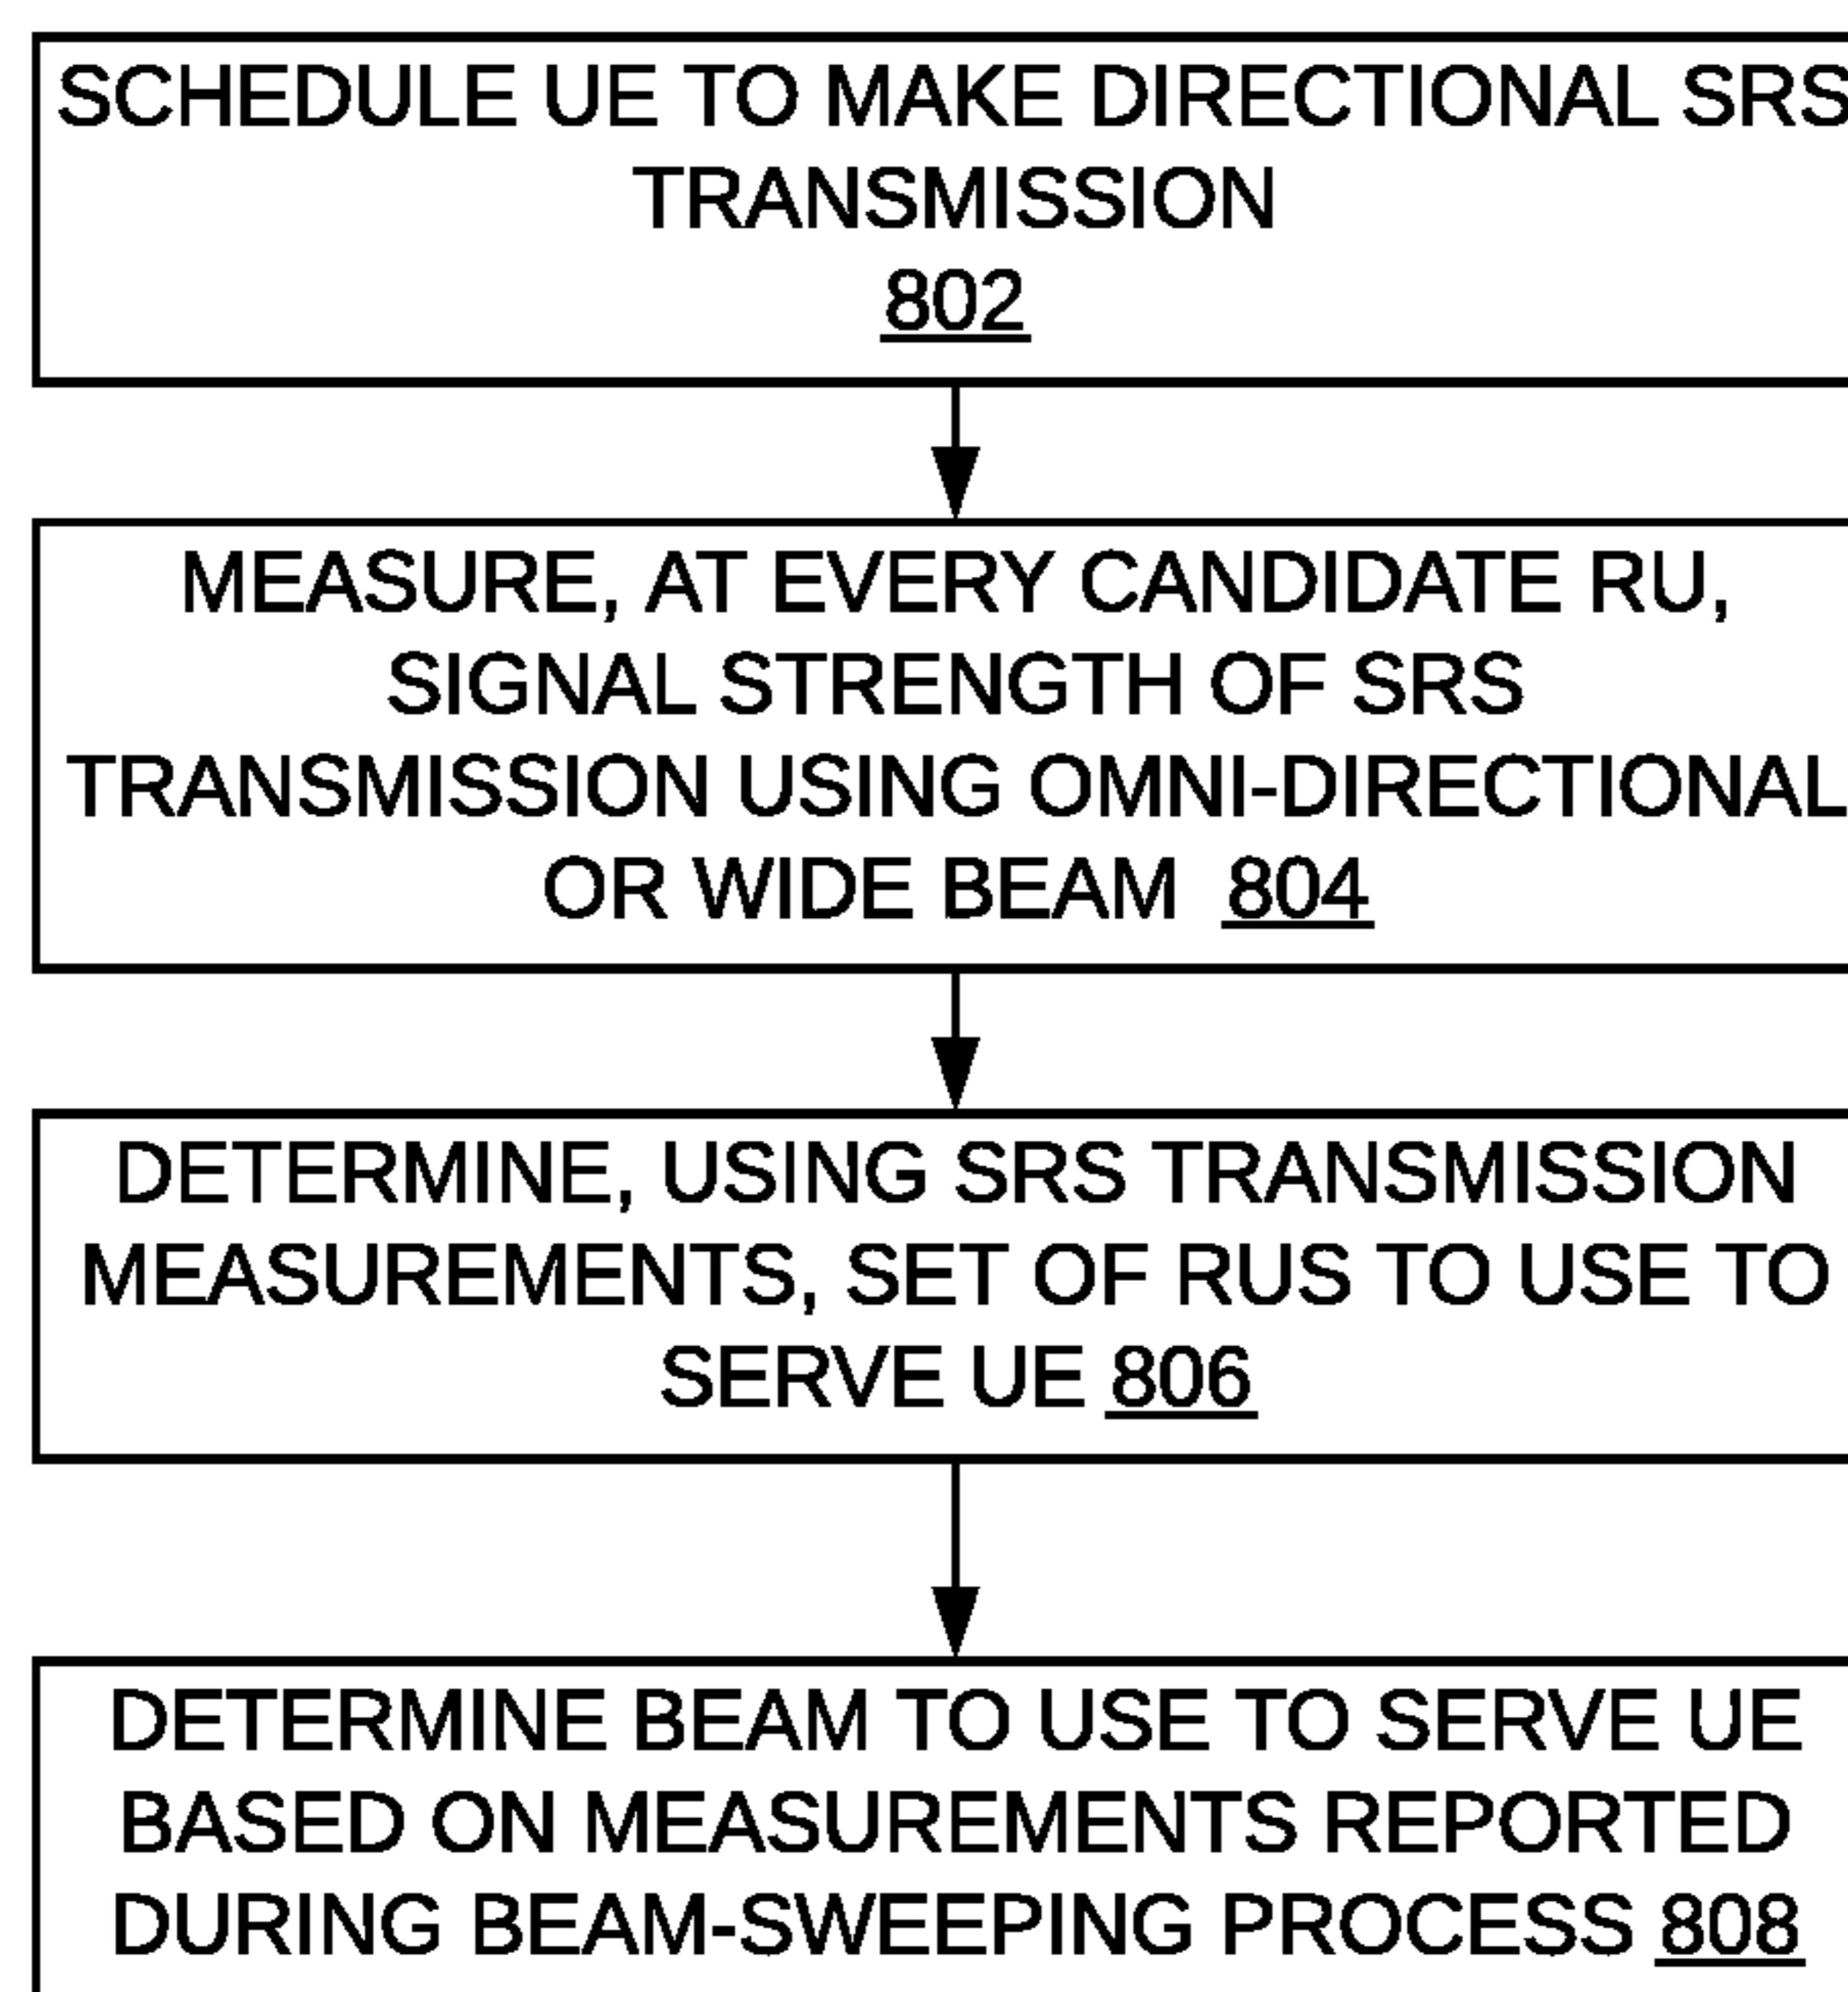 SCHEDULE UE TO MAKE DIRECTIONAL SRS
TRANSMISSION
802
MEASURE, AT EVERY CANDIDATE RU,
SIGNAL STRENGTH OF SRS
TRANSMISSION USING OMNI-DIRECTIONAL
OR WIDE BEAM 804
DETERMINE, USING SRS TRANSMISSION
MEASUREMENTS, SET OF RUS TO USE TO
SERVE UE 806
DETERMINE BEAM TO USE TO SERVE UE
BASED ON MEASUREMENTS REPORTED
DURING BEAM-SWEEPING PROCESS 808